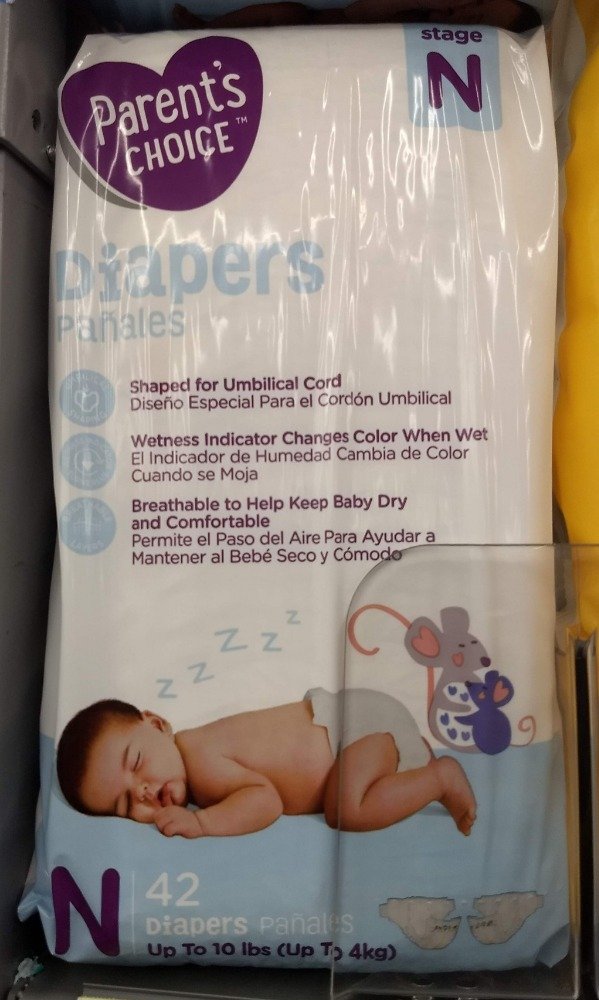 stage
N
Parent's
CHOICE™
Diapers
Pañales
Shaped for Umbilical Cord
Diseño Especial Para el Cordón Umbilical
Wetness Indicator Changes Color When Wet
El Indicador de Humedad Cambia de Color
Cuando se Moja
Breathable to Help Keep Baby Dry
and Comfortable
Permite el Paso del Aire Para Ayudar a
Mantener al Bebé Seco y Cómodo
z z z z z
N
42
Diapers Pañales
Up To 10 lbs (Up To 4kg)